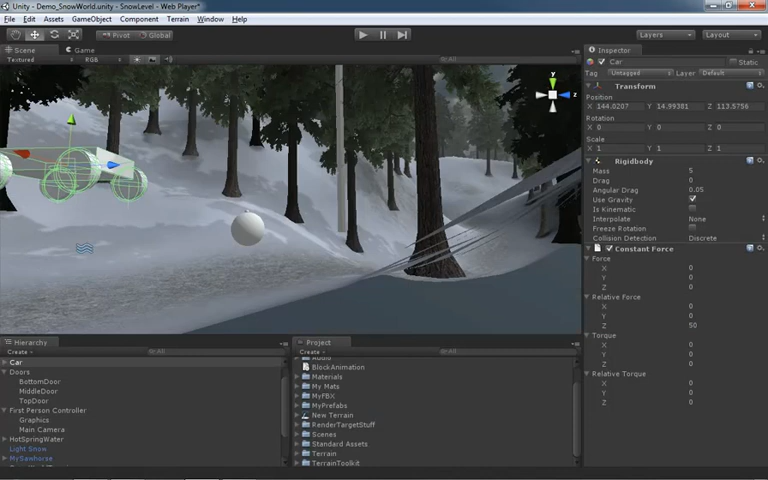 Unity - Demo_SnowWorld.unity - SnowLevel - Web Player*
File Edit Assets GameObject Component Terrain Window Help
Pivot Global Layers Layout
Scene Game
Textured RGB All
y
z
Inspector
Car Static
Tag Untagged Layer Default
Transform
Position
X 144.0207 Y 14.99381 Z 113.5756
Rotation
X 0 Y 0 Z 0
Scale
X 1 Y 1 Z 1
Rigidbody
Mass 5
Drag 0
Angular Drag 0.05
Use Gravity
Is Kinematic
Interpolate None
Freeze Rotation
Collision Detection Discrete
Constant Force
Force
X 0
Y 0
Z 0
Relative Force
X 0
Y 0
Z 50
Torque
X 0
Y 0
Z 0
Relative Torque
X 0
Y 0
Z 0
Hierarchy
Create All
Car
Doors
BottomDoor
MiddleDoor
TopDoor
First Person Controller
Graphics
Main Camera
HotSpringWater
Light Snow
MySawhorse
Project
Create All
Audio
BlockAnimation
Materials
My Mats
MyFBX
MyPrefabs
New Terrain
RenderTargetStuff
Scenes
Standard Assets
Terrain
TerrainToolkit